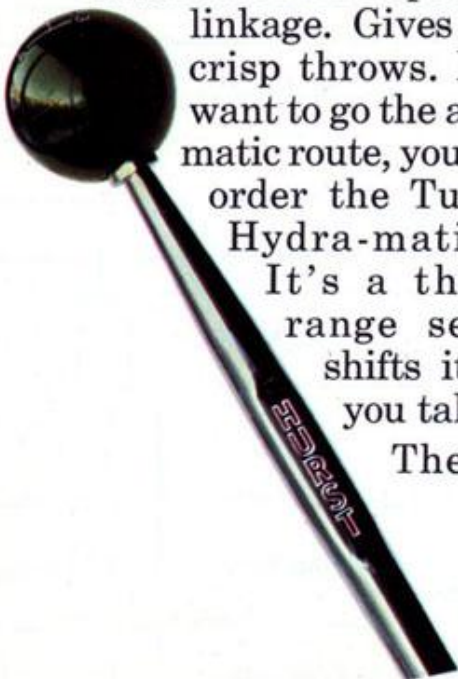 linkage. Gives
crisp throws.
want to go the a
matic route, you
order the Tu
Hydra-mati
It's a th
range se
shifts it
you tal
The
HURST